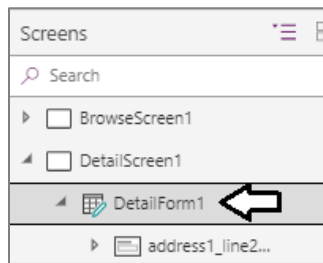 Screens
Search
BrowseScreen1
DetailScreen1
DetailForm1
address1_line2...